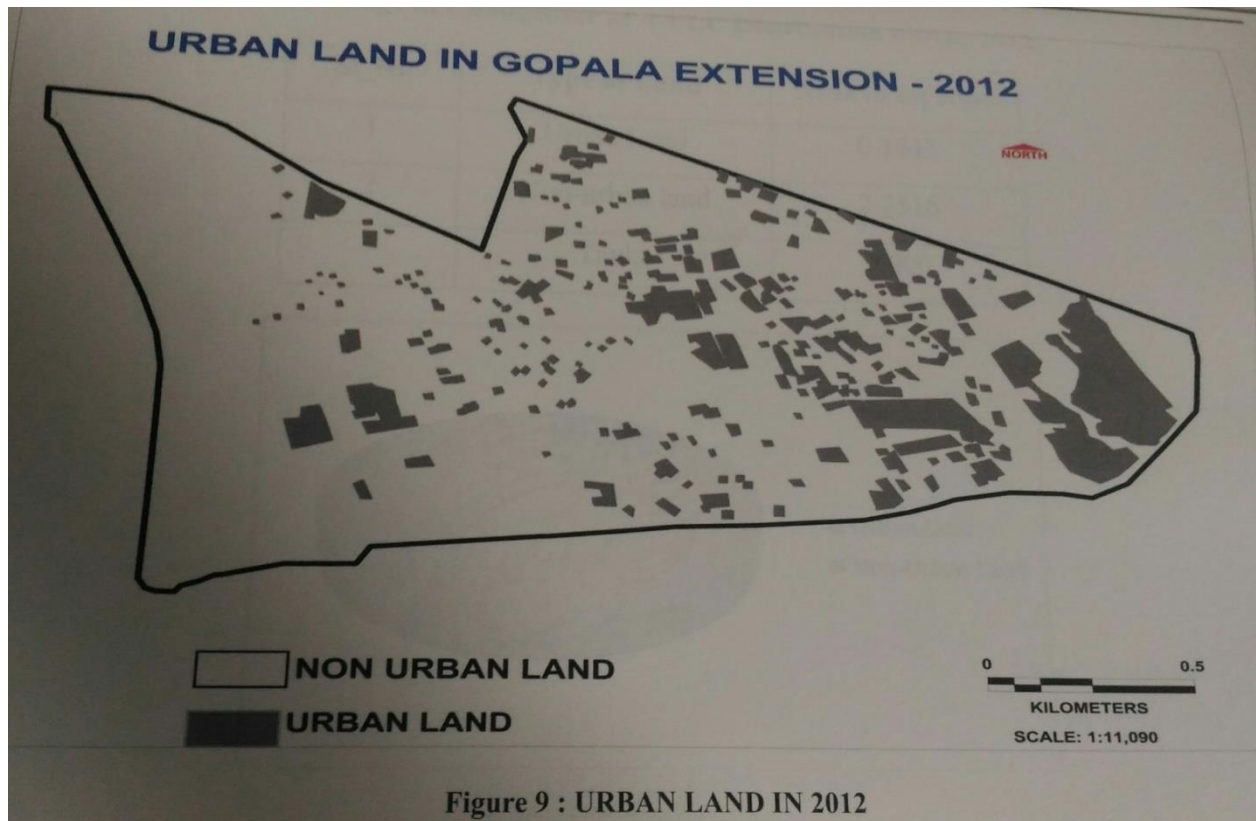 URBAN LAND IN GOPALA EXTENSION - 2012
NORTH
NON URBAN LAND
URBAN LAND
0 0.5
KILOMETERS
SCALE: 1:11,090
Figure 9 : URBAN LAND IN 2012